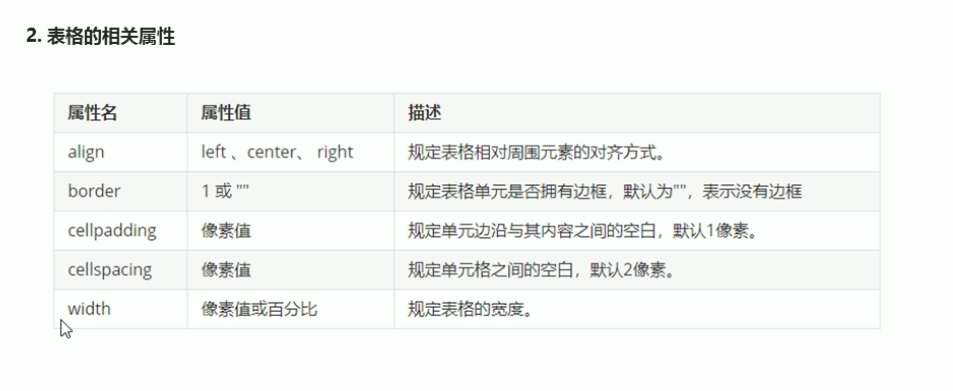 2. 表格的相关属性
属性名 属性值 描述
align left 、center、 right 规定表格相对周围元素的对齐方式。
border 1 或 "" 规定表格单元是否拥有边框，默认为""，表示没有边框
cellpadding 像素值 规定单元边沿与其内容之间的空白，默认1像素。
cellspacing 像素值 规定单元格之间的空白，默认2像素。
width 像素值或百分比 规定表格的宽度。